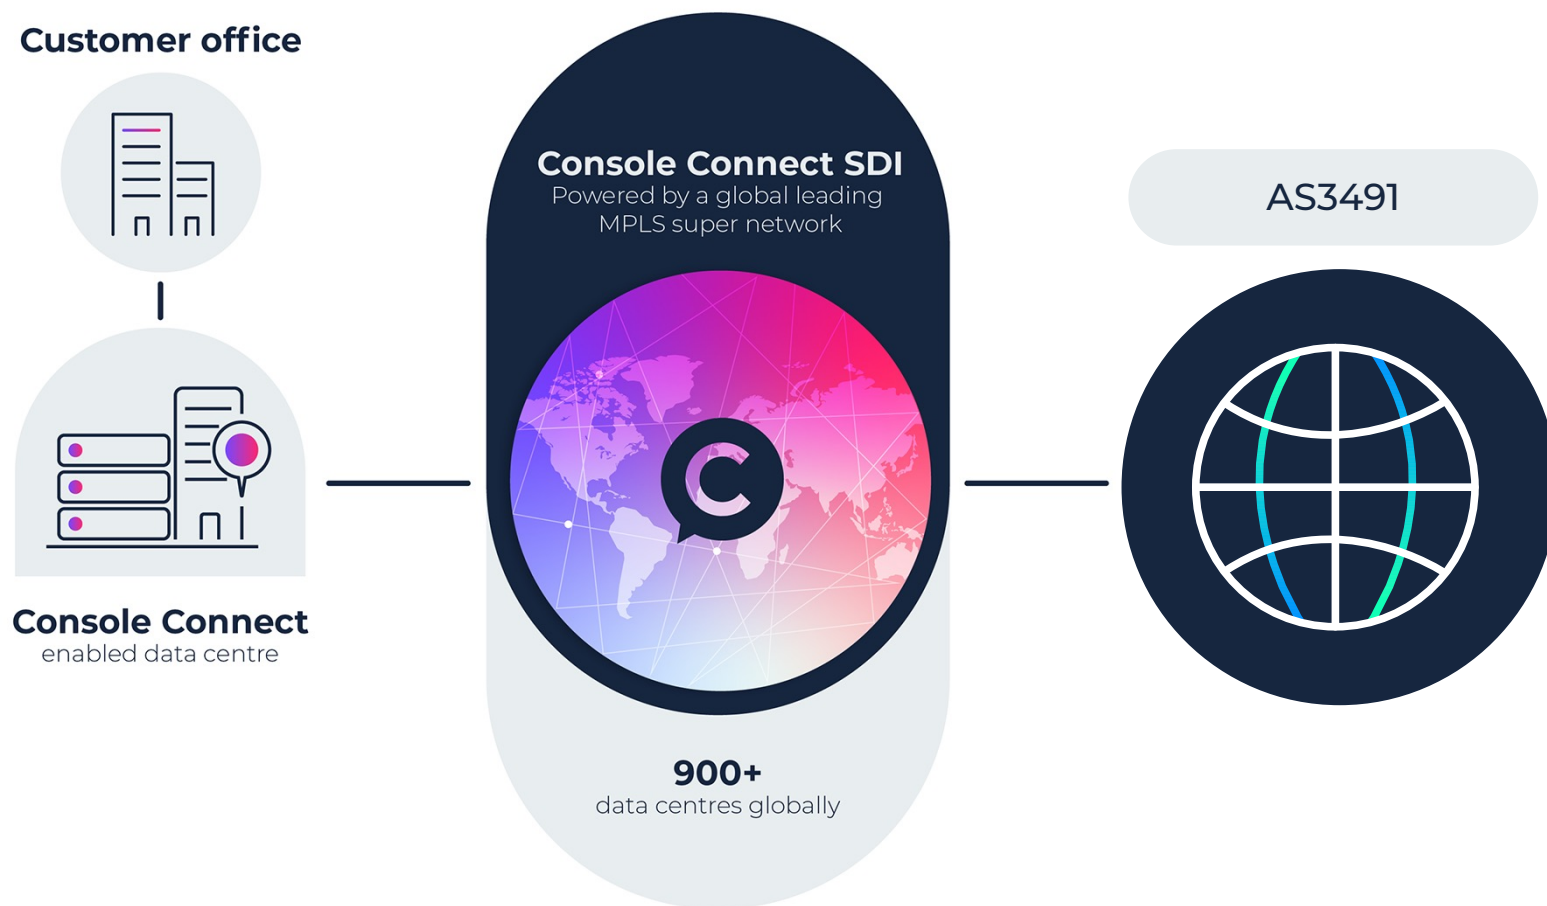 Customer office
Console Connect
enabled data centre
Console Connect SDI
Powered by a global leading
MPLS super network
900+
data centres globally
AS3491